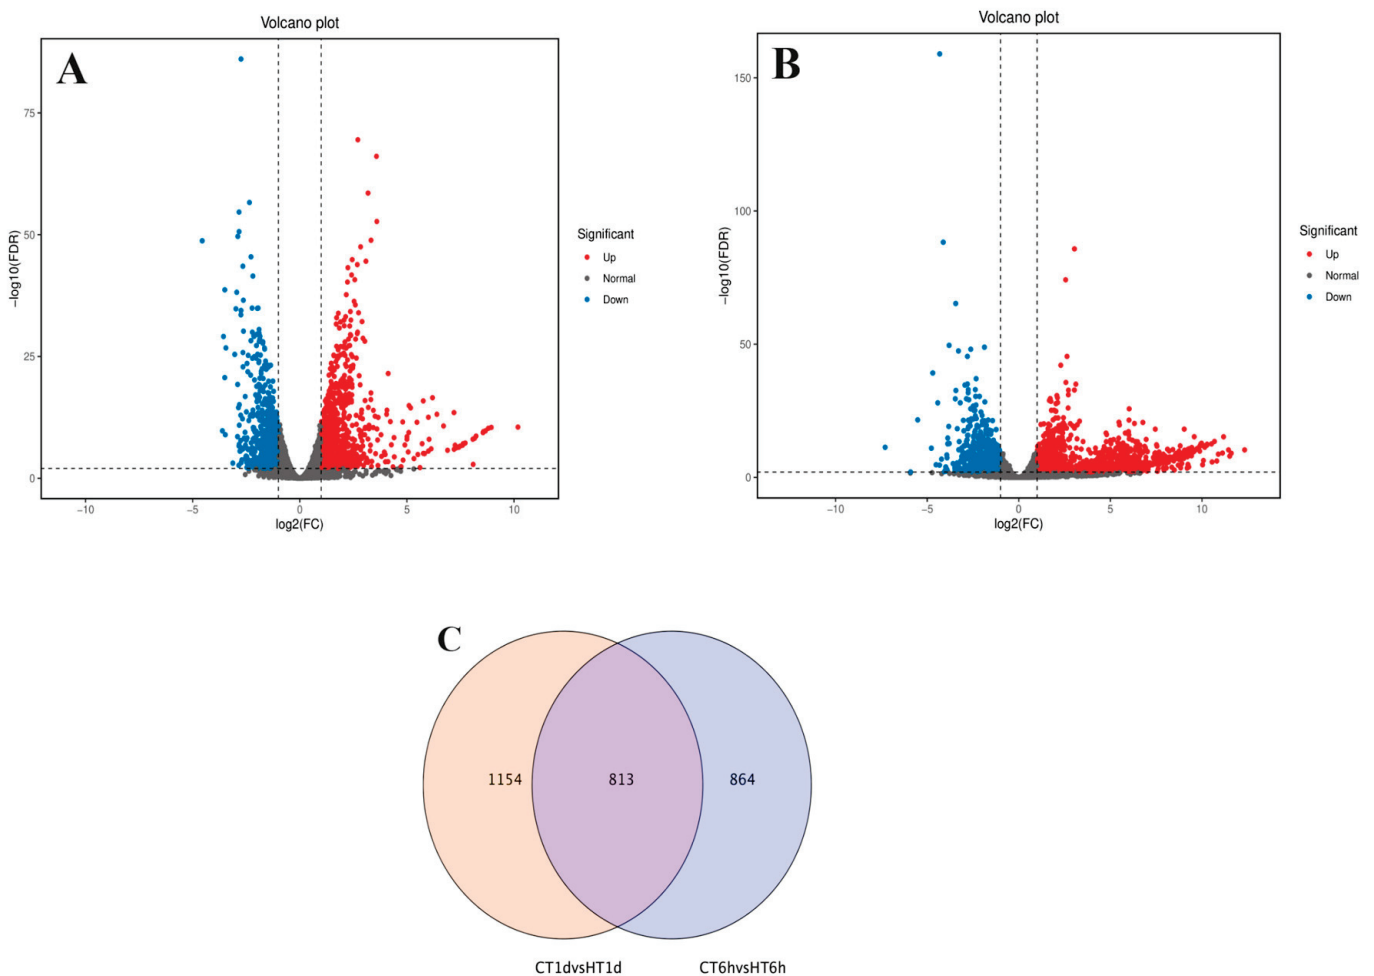 Volcano plot
A
75
50
25
0
−log10(FDR)
−10
−5
0
5
10
log2(FC)
Significant
Up
Normal
Down
Volcano plot
B
150
100
50
0
−log10(FDR)
−10
−5
0
5
10
log2(FC)
Significant
Up
Normal
Down
C
1154
813
864
CT1dvsHT1d
CT6hvsHT6h